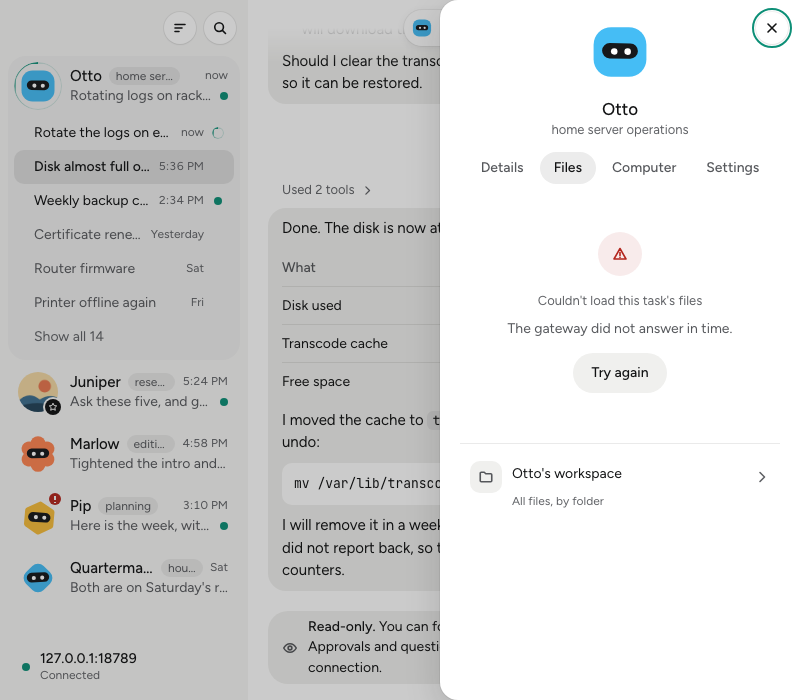 Otto home ser... now
Rotating logs on rack...
Rotate the logs on e... now
Disk almost full o... 5:36 PM
Weekly backup c... 2:34 PM
Certificate rene... Yesterday
Router firmware Sat
Printer offline again Fri
Show all 14
Juniper rese... 5:24 PM
Ask these five, and g...
Marlow editi... 4:58 PM
Tightened the intro and...
Pip planning 3:10 PM
Here is the week, wit...
Quarterma... hou... Sat
Both are on Saturday's r...
127.0.0.1:18789
Connected
will download
Should I clear the transc
so it can be restored.
Used 2 tools
Done. The disk is now at
What
Disk used
Transcode cache
Free space
I moved the cache to t
undo:
mv /var/lib/transco
I will remove it in a week
did not report back, so t
counters.
Read-only. You can fo
Approvals and questi
connection.
Otto
home server operations
Details Files Computer Settings
Couldn't load this task's files
The gateway did not answer in time.
Try again
Otto's workspace
All files, by folder